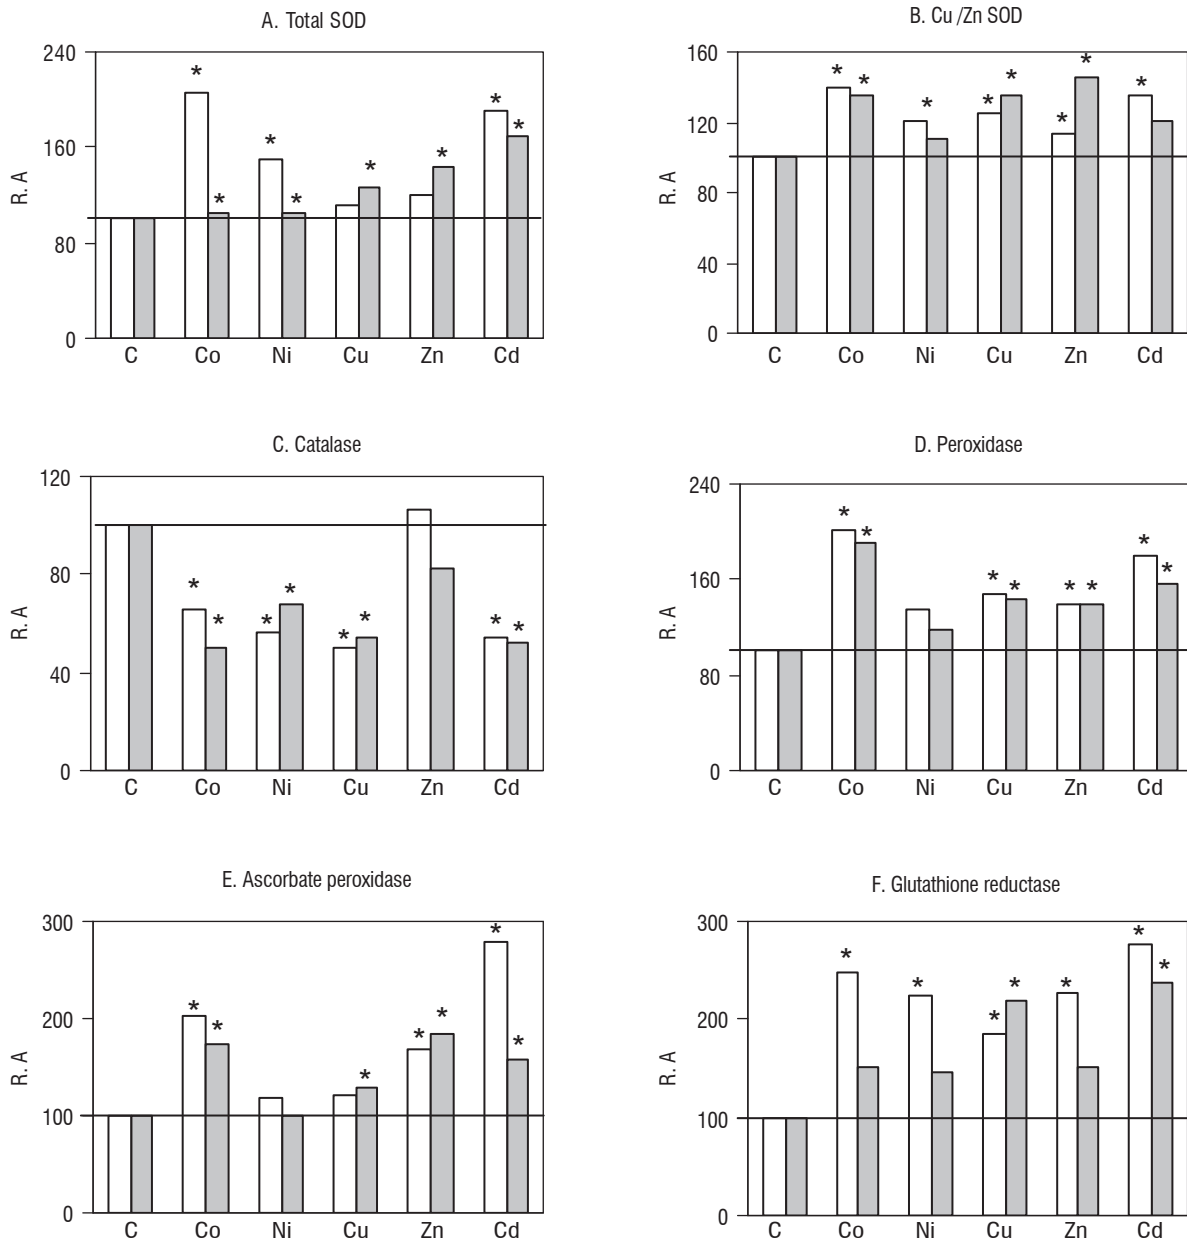 A. Total SOD
240
160
80
0
R. A
* * * * * * * * *
C Co Ni Cu Zn Cd
B. Cu /Zn SOD
160
120
80
40
0
R. A
* * * * * * * *
C Co Ni Cu Zn Cd
C. Catalase
120
80
40
0
R. A
* * * * * * * *
C Co Ni Cu Zn Cd
D. Peroxidase
240
160
80
0
R. A
* * * * * * * *
C Co Ni Cu Zn Cd
E. Ascorbate peroxidase
300
200
100
0
R. A
* * * * * * *
C Co Ni Cu Zn Cd
F. Glutathione reductase
300
200
100
0
R. A
* * * * * * *
C Co Ni Cu Zn Cd